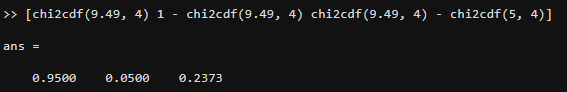 >> [chi2cdf(9.49, 4) 1 - chi2cdf(9.49, 4) chi2cdf(9.49, 4) - chi2cdf(5, 4)]
ans =
0.9500 0.0500 0.2373